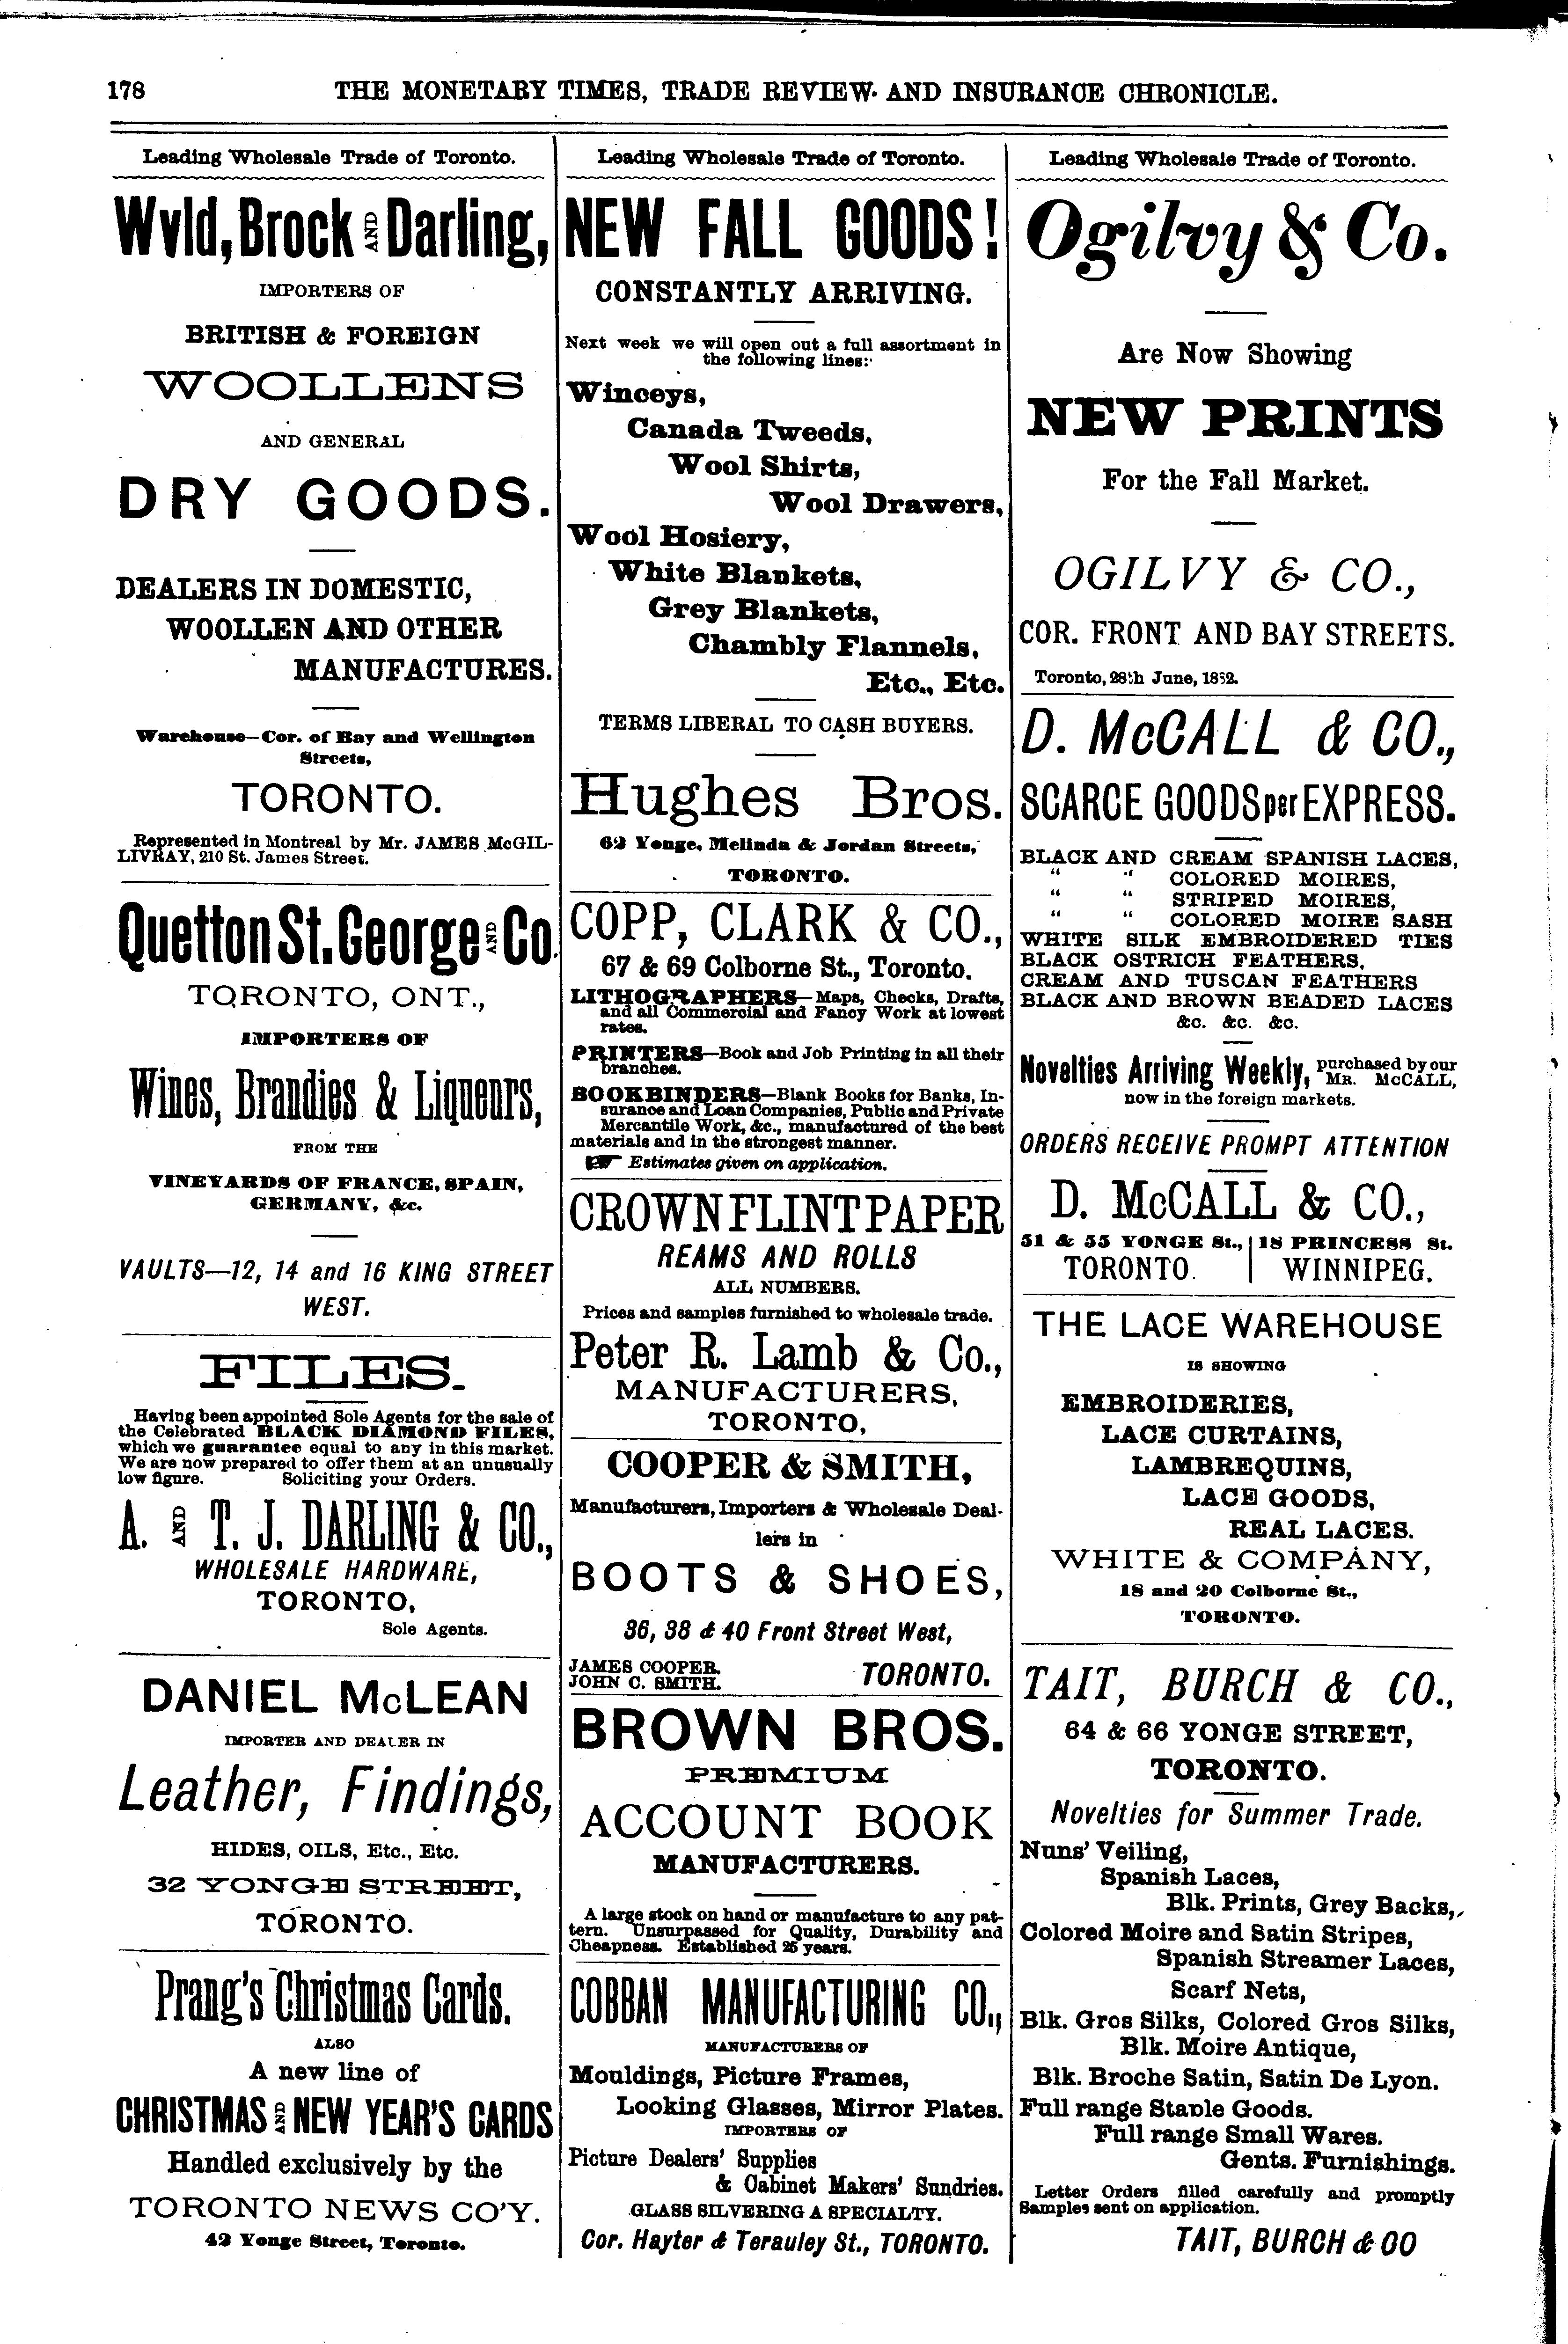 178 THE MONETARY TIMES, TRADE REVIEW AND INSURANCE CHRONICLE.
Leading Wholesale Trade of Toronto.
Wyld, Brock AND Darling,
IMPORTERS OF
BRITISH & FOREIGN
WOOLLENS
AND GENERAL
DRY GOODS.
DEALERS IN DOMESTIC,
WOOLLEN AND OTHER
MANUFACTURES.
Warehouse—Cor. of Bay and Wellington
Streets,
TORONTO.
Represented in Montreal by Mr. JAMES McGIL-
LIVRAY, 210 St. James Street.
Quetton St. George AND Co.
TORONTO, ONT.,
IMPORTERS OF
Wines, Brandies & Liqueurs,
FROM THE
VINEYARDS OF FRANCE, SPAIN,
GERMANY, &c.
VAULTS—12, 14 and 16 KING STREET
WEST.
FILES.
Having been appointed Sole Agents for the sale of
the Celebrated BLACK DIAMOND FILES,
which we guarantee equal to any in this market.
We are now prepared to offer them at an unusually
low figure. Soliciting your Orders.
A. AND T. J. DARLING & CO.,
WHOLESALE HARDWARE,
TORONTO,
Sole Agents.
DANIEL McLEAN
IMPORTER AND DEALER IN
Leather, Findings,
HIDES, OILS, Etc., Etc.
32 YONGE STREET,
TORONTO.
Prang's Christmas Cards.
ALSO
A new line of
CHRISTMAS AND NEW YEAR'S CARDS
Handled exclusively by the
TORONTO NEWS CO'Y.
42 Yonge Street, Toronto.
Leading Wholesale Trade of Toronto.
NEW FALL GOODS!
CONSTANTLY ARRIVING.
Next week we will open out a full assortment in
the following lines:
Winceys,
Canada Tweeds,
Wool Shirts,
Wool Drawers,
Wool Hosiery,
White Blankets,
Grey Blankets,
Chambly Flannels,
Etc., Etc.
TERMS LIBERAL TO CASH BUYERS.
Hughes Bros.
62 Yonge, Melinda & Jordan Streets,
TORONTO.
COPP, CLARK & CO.,
67 & 69 Colborne St., Toronto.
LITHOGRAPHERS—Maps, Checks, Drafts,
and all Commercial and Fancy Work at lowest
rates.
PRINTERS—Book and Job Printing in all their
branches.
BOOKBINDERS—Blank Books for Banks, In-
surance and Loan Companies, Public and Private
Mercantile Work, &c., manufactured of the best
materials and in the strongest manner.
☞ Estimates given on application.
CROWN FLINT PAPER
REAMS AND ROLLS
ALL NUMBERS.
Prices and samples furnished to wholesale trade.
Peter R. Lamb & Co.,
MANUFACTURERS,
TORONTO,
COOPER & SMITH,
Manufacturers, Importers & Wholesale Deal-
lers in
BOOTS & SHOES,
36, 38 & 40 Front Street West,
JAMES COOPER.
JOHN C. SMITH.
TORONTO.
BROWN BROS.
PREMIUM
ACCOUNT BOOK
MANUFACTURERS.
A large stock on hand or manufacture to any pat-
tern. Unsurpassed for Quality, Durability and
Cheapness. Established 25 years.
COBBAN MANUFACTURING CO.,
MANUFACTURERS OF
Mouldings, Picture Frames,
Looking Glasses, Mirror Plates.
IMPORTERS OF
Picture Dealers' Supplies
& Cabinet Makers' Sundries.
GLASS SILVERING A SPECIALTY.
Cor. Hayter & Terauley St., TORONTO.
Leading Wholesale Trade of Toronto.
Ogilvy & Co.
Are Now Showing
NEW PRINTS
For the Fall Market.
OGILVY & CO.,
COR. FRONT AND BAY STREETS.
Toronto, 28th June, 1882.
D. McCALL & CO.,
SCARCE GOODS per EXPRESS.
BLACK AND CREAM SPANISH LACES,
" " COLORED MOIRES,
" " STRIPED MOIRES,
" " COLORED MOIRE SASH
WHITE SILK EMBROIDERED TIES
BLACK OSTRICH FEATHERS,
CREAM AND TUSCAN FEATHERS
BLACK AND BROWN BEADED LACES
&c. &c. &c.
Novelties Arriving Weekly, purchased by our
MR. McCALL,
now in the foreign markets.
ORDERS RECEIVE PROMPT ATTENTION
D. McCALL & CO.,
51 & 55 YONGE St., 18 PRINCESS St.
TORONTO. WINNIPEG.
THE LACE WAREHOUSE
IS SHOWING
EMBROIDERIES,
LACE CURTAINS,
LAMBREQUINS,
LACE GOODS,
REAL LACES.
WHITE & COMPANY,
18 and 20 Colborne St.,
TORONTO.
TAIT, BURCH & CO.,
64 & 66 YONGE STREET,
TORONTO.
Novelties for Summer Trade.
Nuns' Veiling,
Spanish Laces,
Blk. Prints, Grey Backs,
Colored Moire and Satin Stripes,
Spanish Streamer Laces,
Scarf Nets,
Blk. Gros Silks, Colored Gros Silks,
Blk. Moire Antique,
Blk. Broche Satin, Satin De Lyon.
Full range Staple Goods.
Full range Small Wares.
Gents. Furnishings.
Letter Orders filled carefully and promptly
Samples sent on application.
TAIT, BURCH & CO